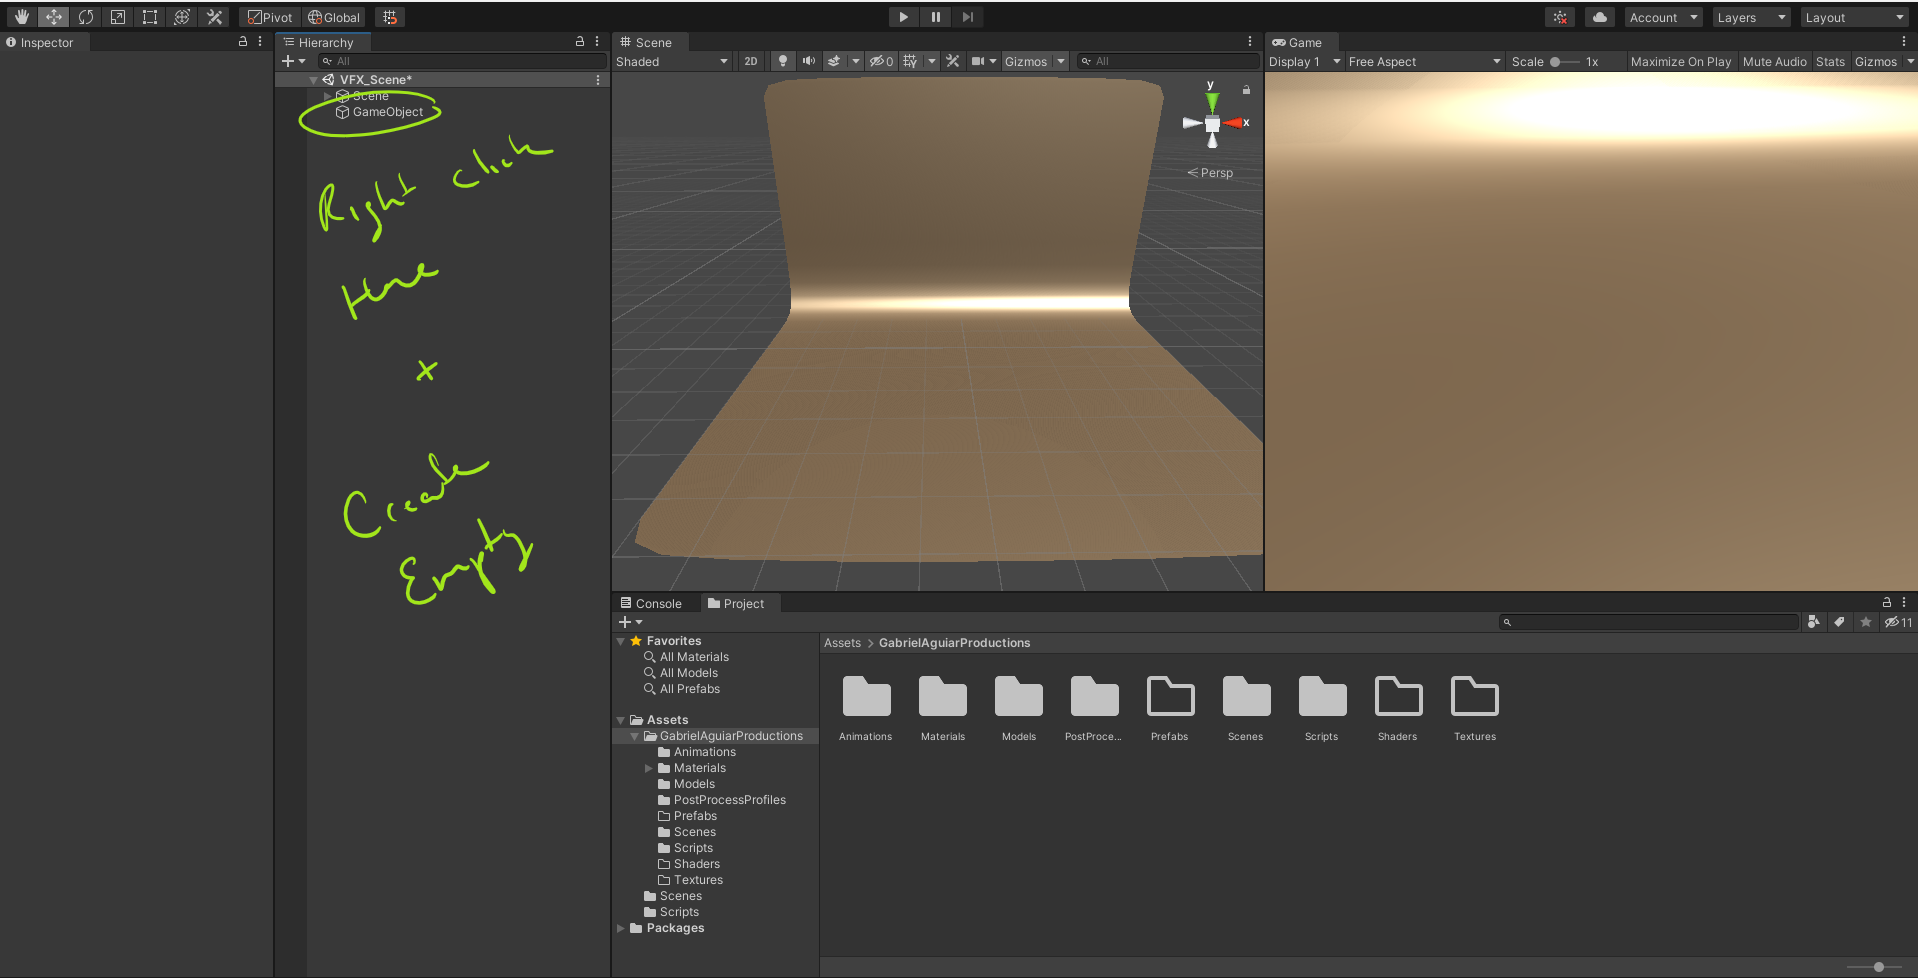 Pivot Global Account Layers Layout
Inspector
Hierarchy
All
VFX_Scene*
Scene
GameObject
Right click
Here
x
Create
Empty
Scene
Shaded 2D 0 Gizmos All
y
x
Persp
Game
Display 1 Free Aspect Scale 1x Maximize On Play Mute Audio Stats Gizmos
Console Project
11
Favorites
All Materials
All Models
All Prefabs
Assets
GabrielAguiarProductions
Animations
Materials
Models
PostProcessProfiles
Prefabs
Scenes
Scripts
Shaders
Textures
Scenes
Scripts
Packages
Assets > GabrielAguiarProductions
Animations Materials Models PostProce... Prefabs Scenes Scripts Shaders Textures